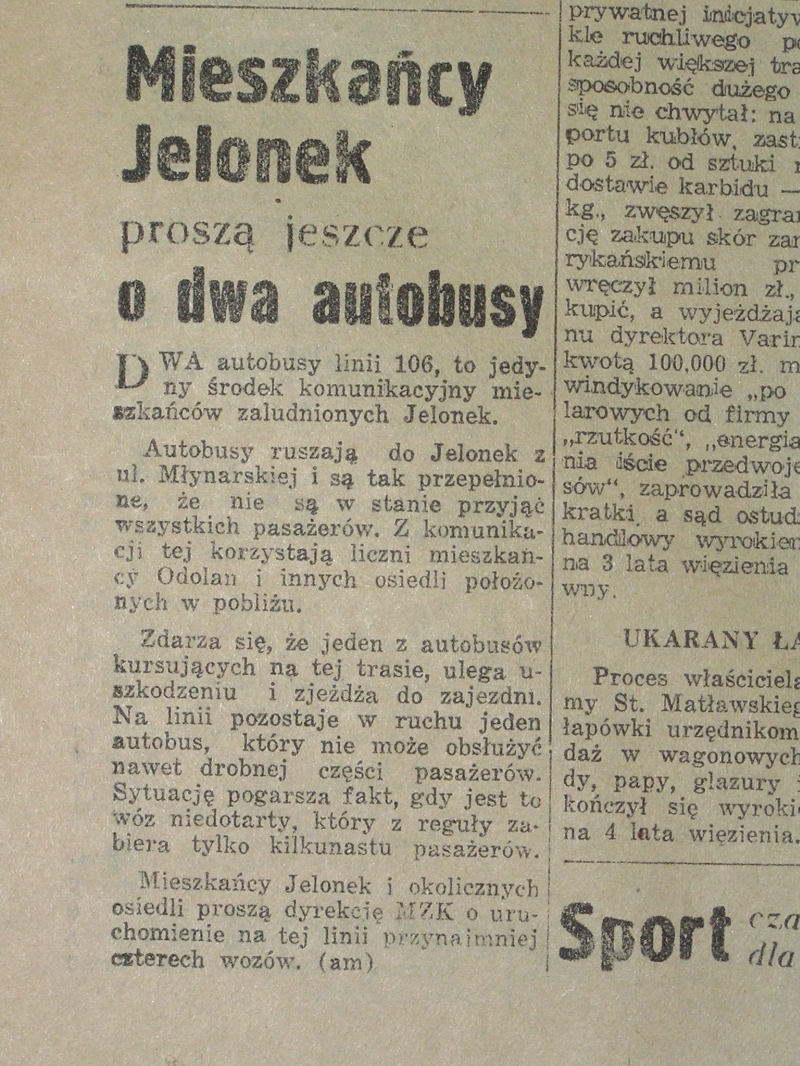 Mieszkańcy
Jelonek
proszą jeszcze
o dwa autobusy
DWA autobusy linii 106, to jedy-
ny środek komunikacyjny mie-
szkańców zaludnionych Jelonek.
Autobusy ruszają do Jelonek z
ul. Młynarskiej i są tak przepełnio-
ne, że nie są w stanie przyjąć
wszystkich pasażerów. Z komunika-
cji tej korzystają liczni mieszkań-
cy Odolan i innych osiedli położo-
nych w pobliżu.
Zdarza się, że jeden z autobusów
kursujących na tej trasie, ulega u-
szkodzeniu i zjeżdża do zajezdni.
Na linii pozostaje w ruchu jeden
autobus, który nie może obsłużyć
nawet drobnej części pasażerów.
Sytuację pogarsza fakt, gdy jest to
wóz niedotarty, który z reguły za-
biera tylko kilkunastu pasażerów.
Mieszkańcy Jelonek i okolicznych
osiedli proszą dyrekcję MZK o uru-
chomienie na tej linii przynajmniej
czterech wozów. (am)
prywatnej inicjatyw
kle ruchliwego
każdej większej
sposobność dużego
się nie chwytał: na
portu kubłów,
po 5 zł. od sztuki
dostawie karbidu —
kg., zwęszył
cję zakupu skór
rykańskiemu
wręczył milion zł.,
kupić, a wyjeżdżają
nu dyrektora
kwotą 100,000 zł.
windykowanie „po
larowych od firmy
„rzutkość", „energia
nia iście przedwoje
sów", zaprowadziła
kratki, a sąd
handlowy wyrokiem
na 3 lata więzienia
wny.
UKARANY
Proces właściciela
my St. Matławskieg
łapówki urzędnikom
daż w wagonowych
dy, papy, glazury
kończył się wyroki
na 4 lata więzienia.
Sport
cza
dla